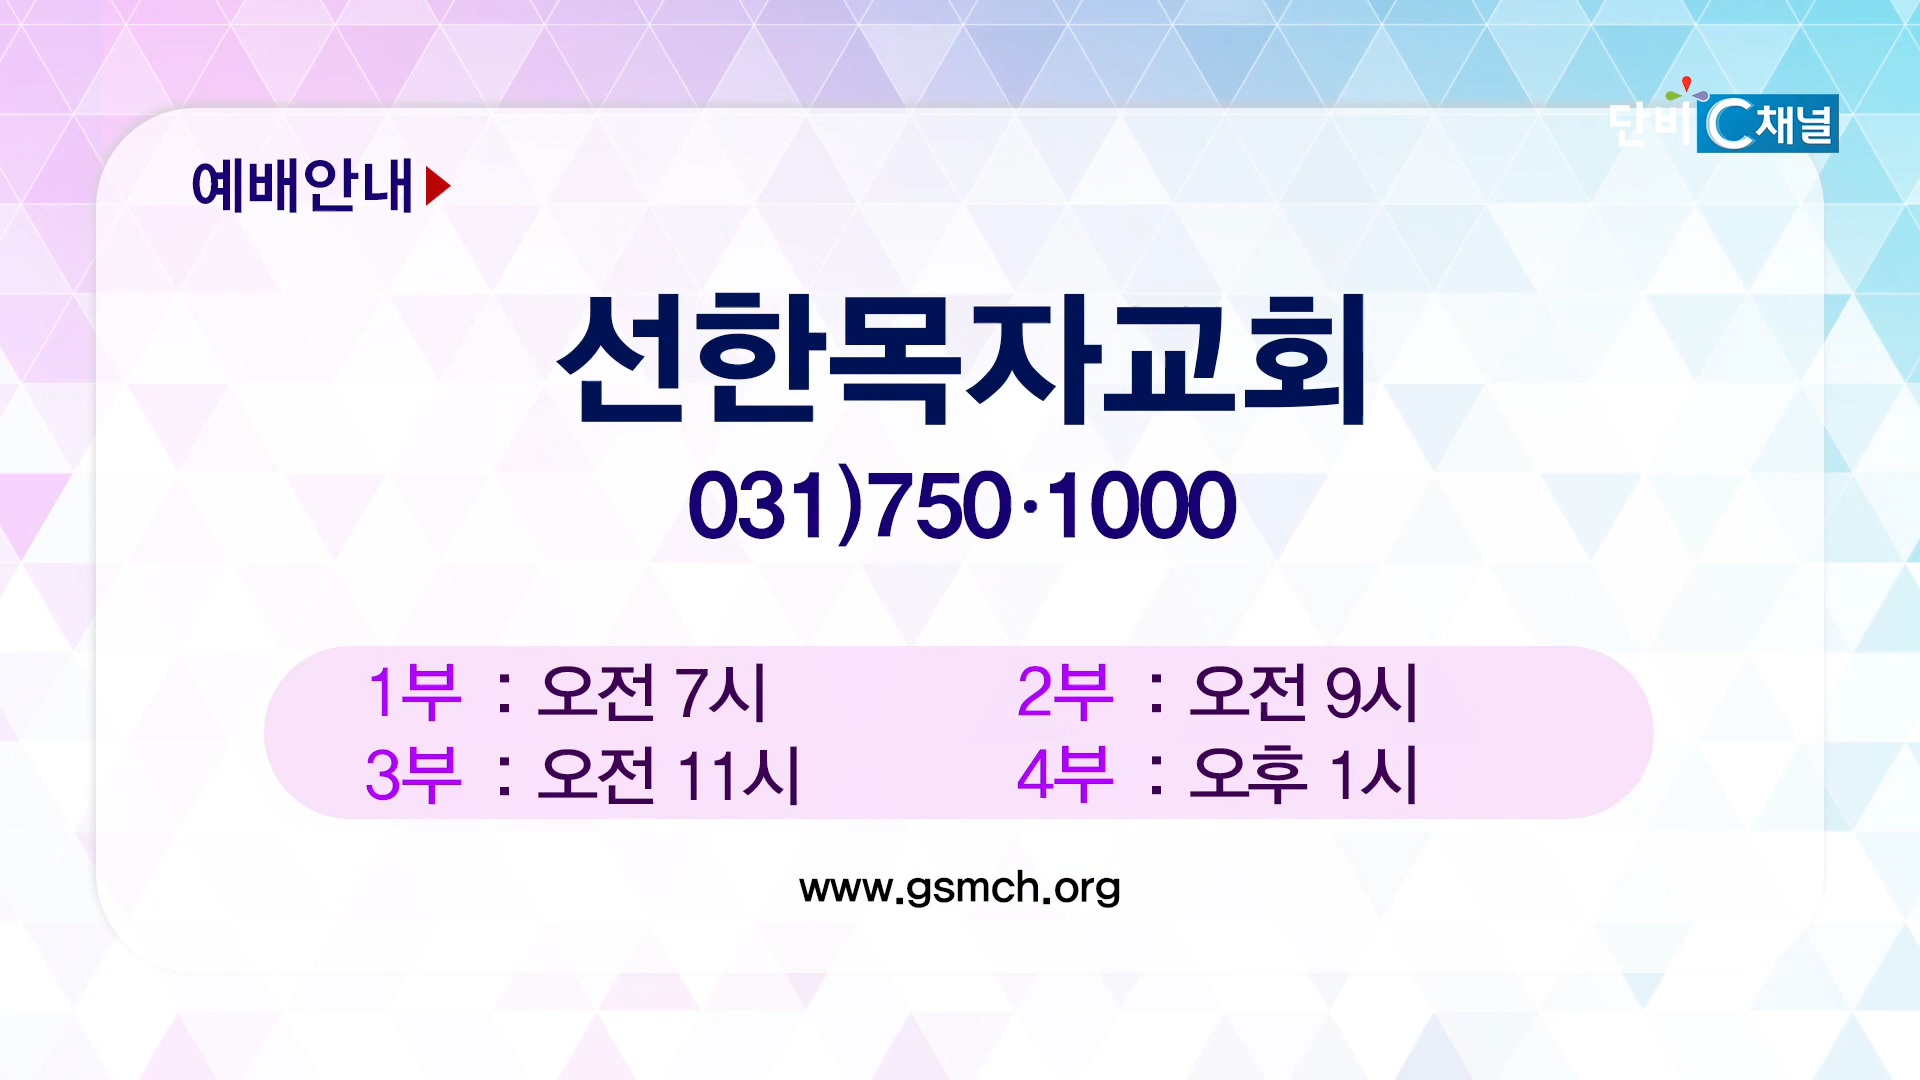 단비 C채널
예배안내
선한목자교회
031)750·1000
1부 : 오전 7시 2부 : 오전 9시
3부 : 오전 11시 4부 : 오후 1시
www.gsmch.org